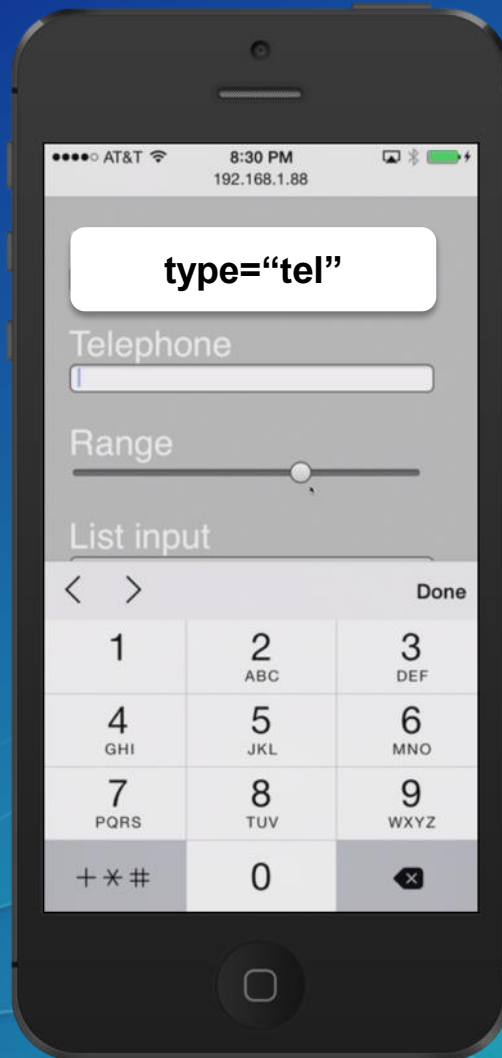 AT&T 8:30 PM
192.168.1.88
type=“tel”
Telephone
Range
List input
Done
1 2 3
ABC DEF
4 5 6
GHI JKL MNO
7 8 9
PQRS TUV WXYZ
+*# 0